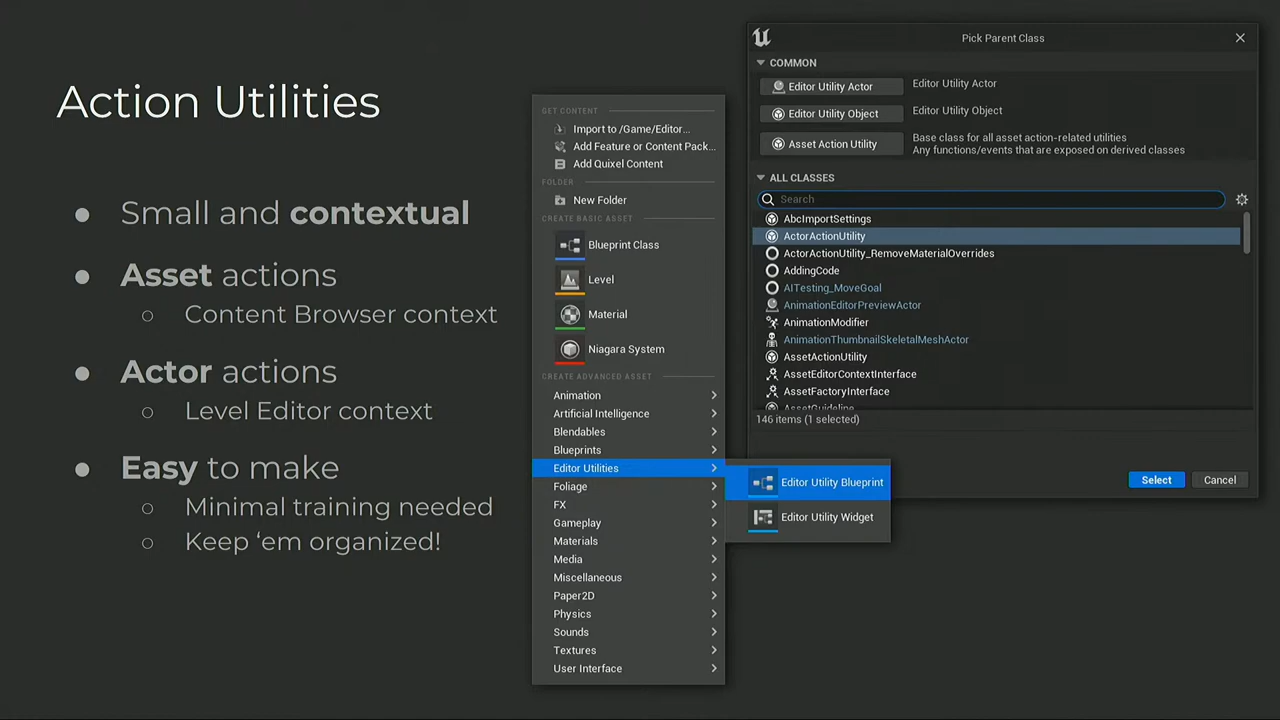 Action Utilities
● Small and contextual
● Asset actions
○ Content Browser context
● Actor actions
○ Level Editor context
● Easy to make
○ Minimal training needed
○ Keep ‘em organized!
GET CONTENT
Import to /Game/Editor...
Add Feature or Content Pack...
Add Quixel Content
FOLDER
New Folder
CREATE BASIC ASSET
Blueprint Class
Level
Material
Niagara System
CREATE ADVANCED ASSET
Animation
Artificial Intelligence
Blendables
Blueprints
Editor Utilities
Foliage
FX
Gameplay
Materials
Media
Miscellaneous
Paper2D
Physics
Sounds
Textures
User Interface
Editor Utility Blueprint
Editor Utility Widget
Pick Parent Class
COMMON
Editor Utility Actor Editor Utility Actor
Editor Utility Object Editor Utility Object
Asset Action Utility Base class for all asset action-related utilities
Any functions/events that are exposed on derived classes
ALL CLASSES
Search
AbcImportSettings
ActorActionUtility
ActorActionUtility_RemoveMaterialOverrides
AddingCode
AITesting_MoveGoal
AnimationEditorPreviewActor
AnimationModifier
AnimationThumbnailSkeletalMeshActor
AssetActionUtility
AssetEditorContextInterface
AssetFactoryInterface
AssetGuideline
146 items (1 selected)
Select Cancel